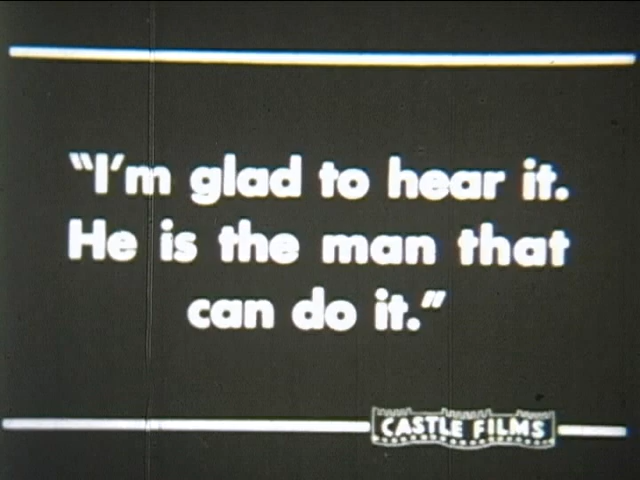 "I'm glad to hear it.
He is the man that
can do it."
CASTLE FILMS